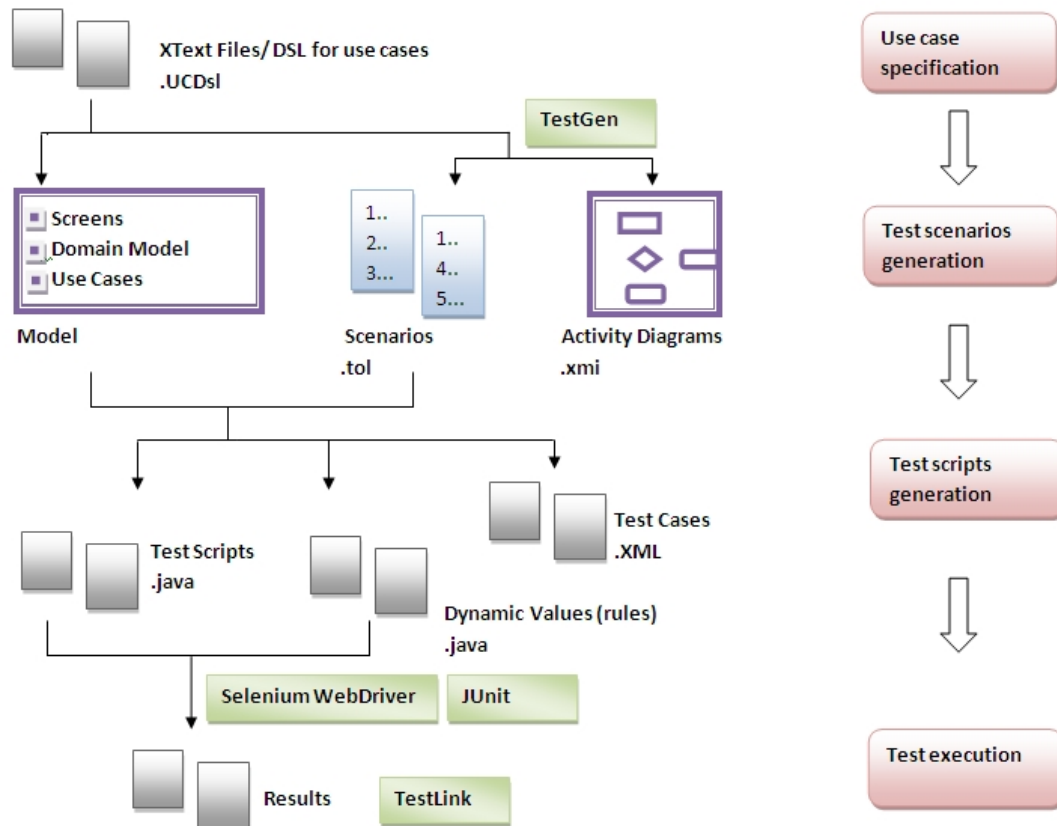 XText Files/ DSL for use cases
.UCDsl
Use case
specification
TestGen
Screens
Domain Model
Use Cases
1..
2..
3...
1..
4..
5...
Test scenarios
generation
Model
Scenarios
.tol
Activity Diagrams
.xmi
Test scripts
generation
Test Scripts
.java
Dynamic Values (rules)
.java
Test Cases
.XML
Selenium WebDriver
JUnit
Test execution
Results
TestLink